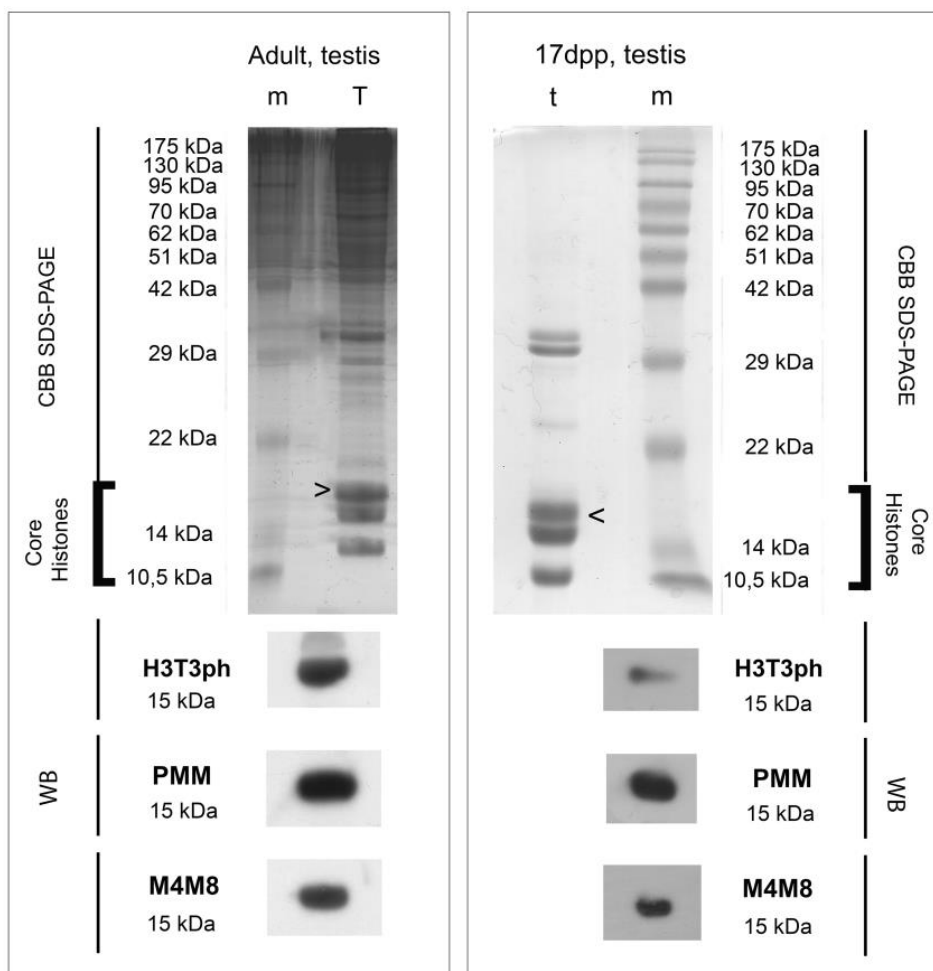 Adult, testis
m T
175 kDa
130 kDa
95 kDa
70 kDa
62 kDa
51 kDa
42 kDa
29 kDa
22 kDa
14 kDa
10,5 kDa
>
CBB SDS-PAGE
Core
Histones
H3T3ph
15 kDa
PMM
15 kDa
M4M8
15 kDa
WB
17dpp, testis
t m
175 kDa
130 kDa
95 kDa
70 kDa
62 kDa
51 kDa
42 kDa
29 kDa
22 kDa
14 kDa
10,5 kDa
<
CBB SDS-PAGE
Core
Histones
H3T3ph
15 kDa
PMM
15 kDa
M4M8
15 kDa
WB